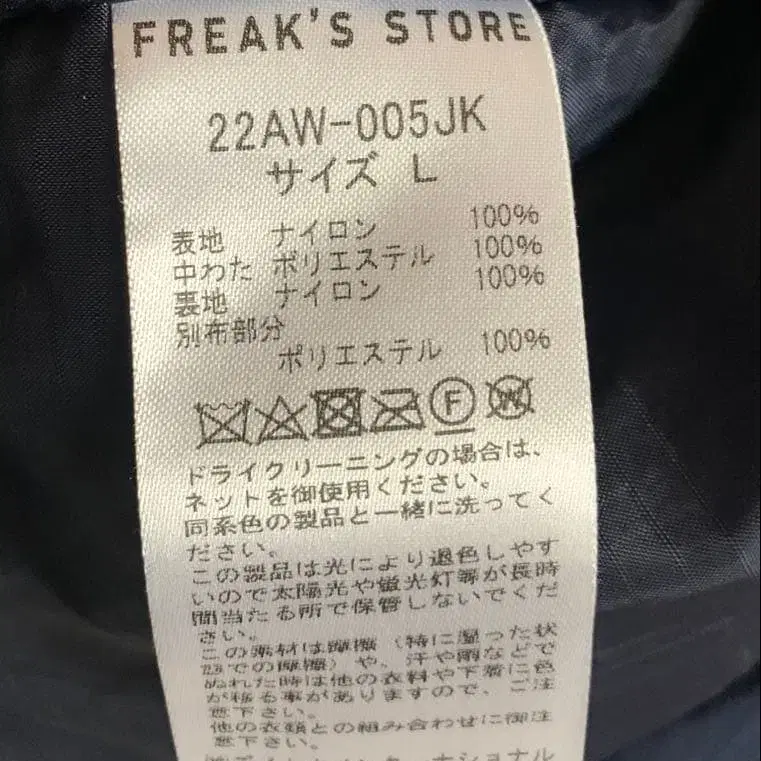 FREAK'S STORE
22AW-005JK
サイズ L
表地 ナイロン 100%
中わた ポリエステル 100%
裏地 ナイロン 100%
別布部分
ポリエステル 100%
F W
ドライクリーニングの場合は、
ネットを御使用ください。
同系色の製品と一緒に洗ってく
ださい。
この製品は光により退色しやす
いので太陽光や蛍光灯等が長時
間当たる所で保管しないでくだ
さい。
この素材は摩擦（特に湿った状
態での摩擦）や、汗や雨などで
ぬれた時は他の衣料や下着に色
が移る事がありますので、ご注
意下さい。
他の衣類との組み合わせに御注
意下さい。
ナショナル